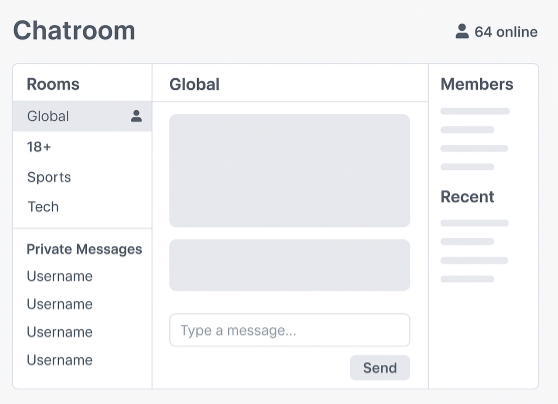 Chatroom
64 online
Rooms
Global
18+
Sports
Tech
Private Messages
Username
Username
Username
Username
Global
Type a message...
Send
Members
Recent